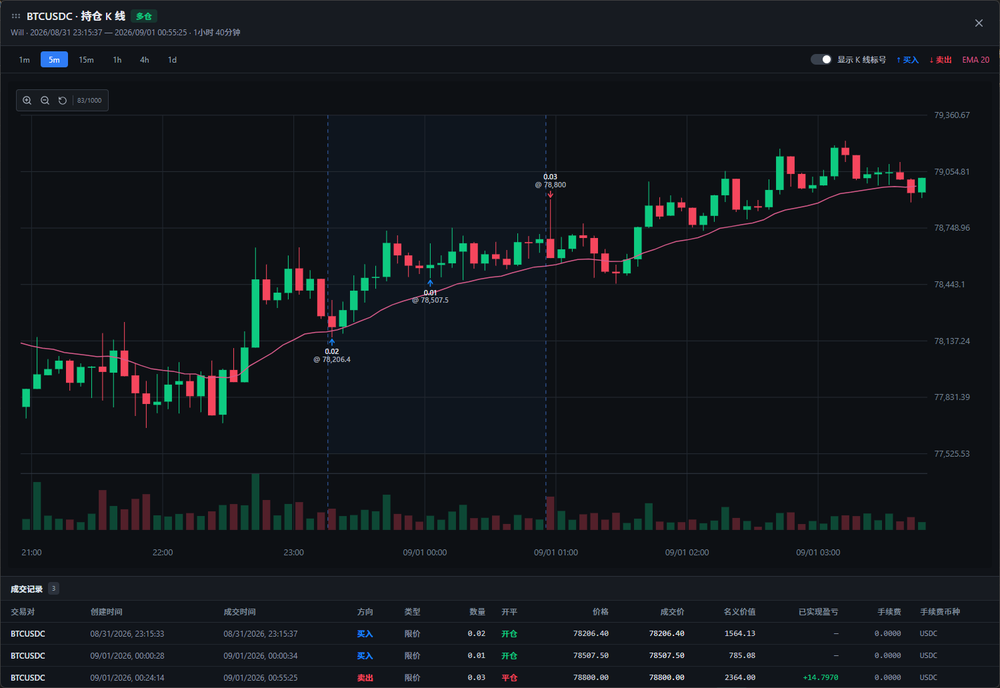 BTCUSDC · 持仓 K 线 多仓
Will · 2026/08/31 23:15:37 — 2026/09/01 00:55:25 · 1小时 40分钟
1m 5m 15m 1h 4h 1d 显示 K 线标号 ↑ 买入 ↓ 卖出 EMA 20
83/1000
79,360.67
79,054.81
78,748.96
78,443.1
78,137.24
77,831.39
77,525.53
0.03
@ 78,800
0.01
@ 78,507.5
0.02
@ 78,206.4
21:00 22:00 23:00 09/01 00:00 09/01 01:00 09/01 02:00 09/01 03:00
成交记录 3
交易对 创建时间 成交时间 方向 类型 数量 开平 价格 成交价 名义价值 已实现盈亏 手续费 手续费币种
BTCUSDC 08/31/2026, 23:15:33 08/31/2026, 23:15:37 买入 限价 0.02 开仓 78206.40 78206.40 1564.13 — 0.0000 USDC
BTCUSDC 09/01/2026, 00:00:28 09/01/2026, 00:00:34 买入 限价 0.01 开仓 78507.50 78507.50 785.08 — 0.0000 USDC
BTCUSDC 09/01/2026, 00:24:14 09/01/2026, 00:55:25 卖出 限价 0.03 平仓 78800.00 78800.00 2364.00 +14.7970 0.0000 USDC